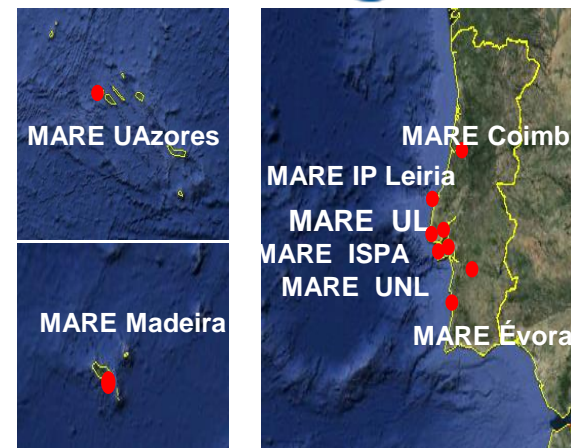 MARE UAzores
MARE Madeira
MARE Coimb
MARE IP Leiria
MARE UL
MARE ISPA
MARE UNL
MARE Évora